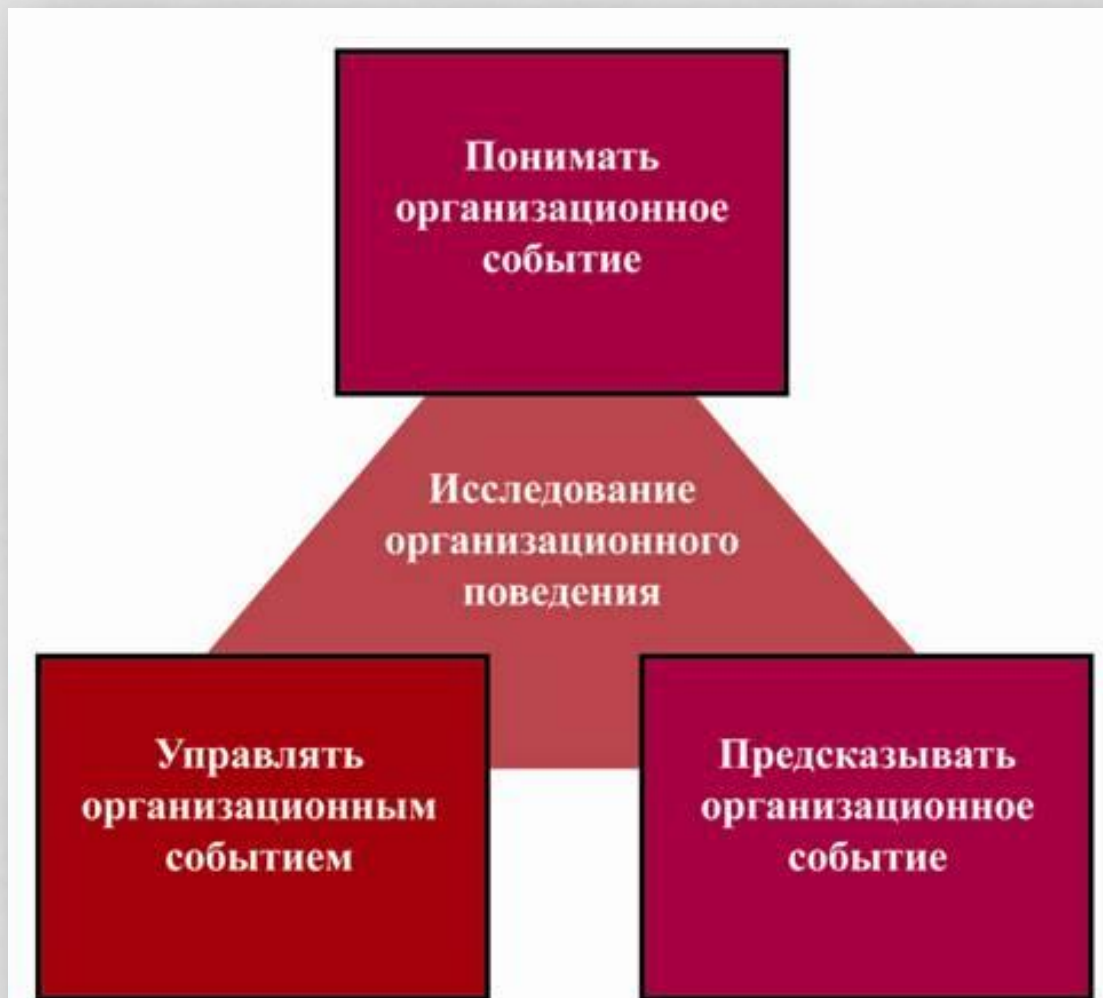 Понимать
организационное
событие
Исследование
организационного
поведения
Управлять
организационным
событием
Предсказывать
организационное
событие